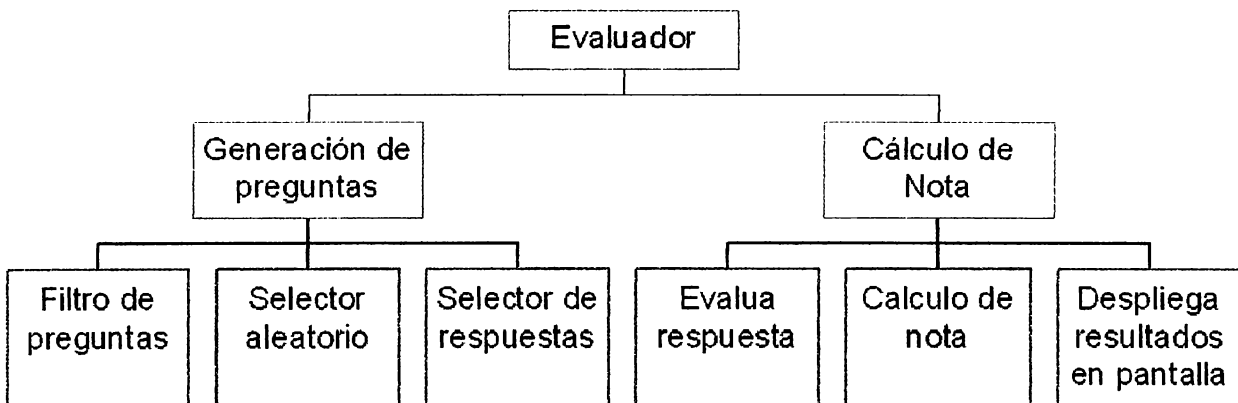 Evaluador
Generación de
preguntas
Cálculo de
Nota
Filtro de
preguntas
Selector
aleatorio
Selector de
respuestas
Evalua
respuesta
Calculo de
nota
Despliega
resultados
en pantalla